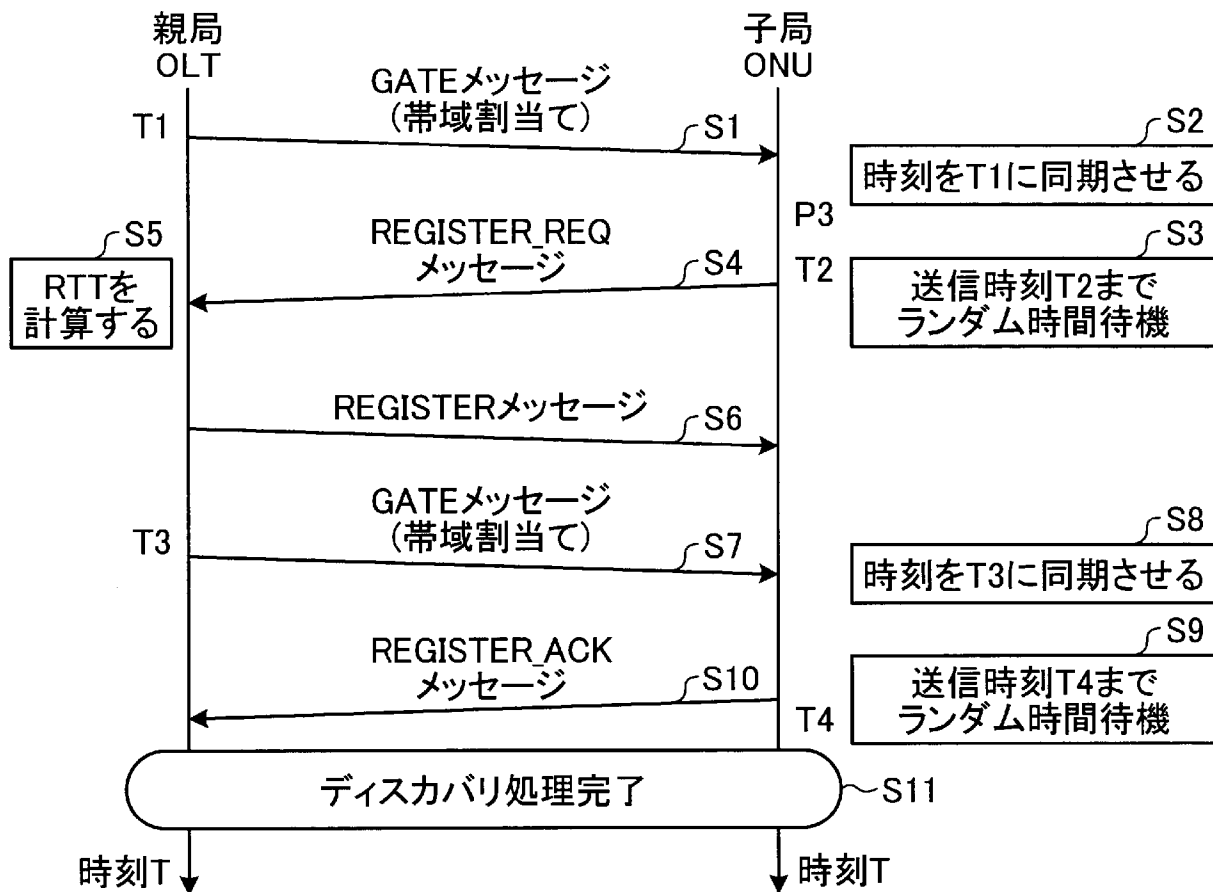 親局
OLT
子局
ONU
GATEメッセージ
(帯域割当て)
T1
S1
S2
時刻をT1に同期させる
P3
S5
RTTを
計算する
REGISTER_REQ
メッセージ
S4
T2
S3
送信時刻T2まで
ランダム時間待機
REGISTERメッセージ
S6
GATEメッセージ
(帯域割当て)
T3
S7
S8
時刻をT3に同期させる
REGISTER_ACK
メッセージ
S10
T4
S9
送信時刻T4まで
ランダム時間待機
ディスカバリ処理完了
S11
時刻T
時刻T